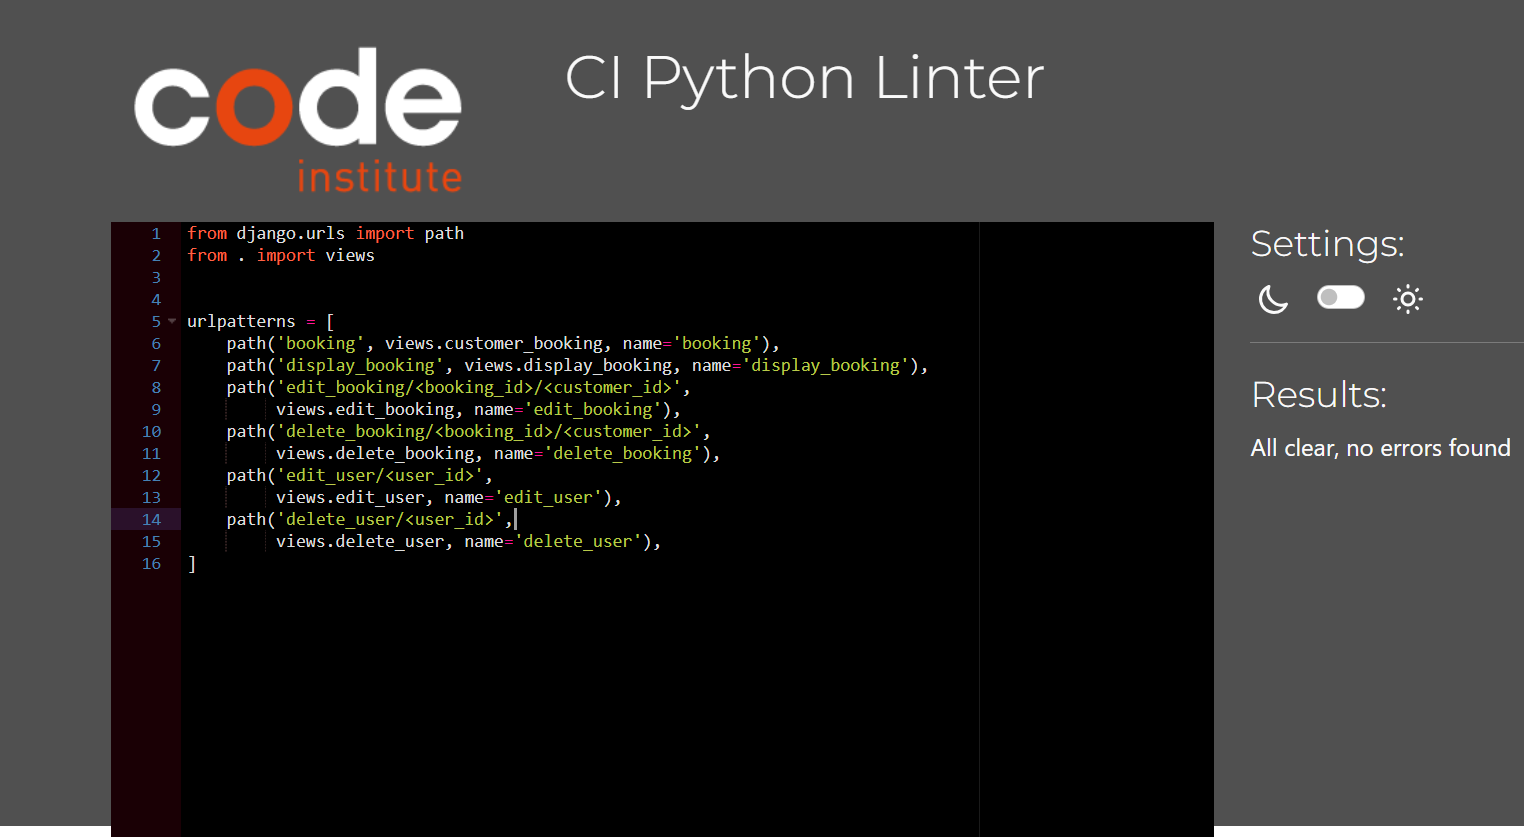 code
institute
CI Python Linter
1 from django.urls import path
2 from . import views
3
4
5 urlpatterns = [
6     path('booking', views.customer_booking, name='booking'),
7     path('display_booking', views.display_booking, name='display_booking'),
8     path('edit_booking/<booking_id>/<customer_id>',
9          views.edit_booking, name='edit_booking'),
10     path('delete_booking/<booking_id>/<customer_id>',
11          views.delete_booking, name='delete_booking'),
12     path('edit_user/<user_id>',
13          views.edit_user, name='edit_user'),
14     path('delete_user/<user_id>',
15          views.delete_user, name='delete_user'),
16 ]
Settings:
Results:
All clear, no errors found